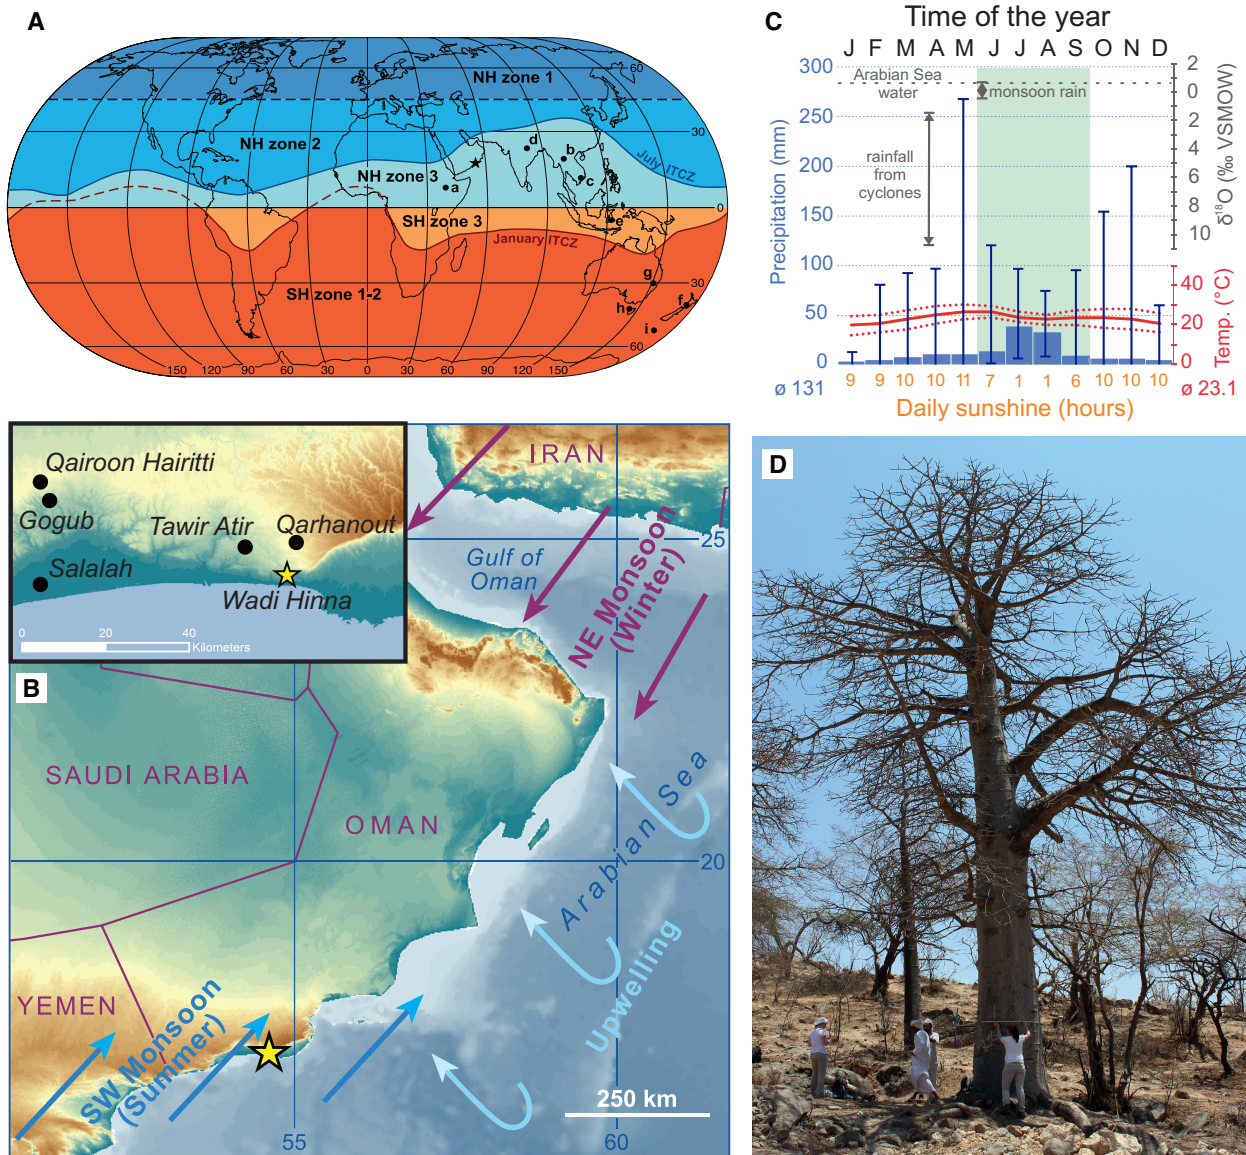 A
NH zone 1
NH zone 2
NH zone 3
SH zone 3
SH zone 1-2
July ITCZ
January ITCZ
60
30
0
30
60
a
b
c
d
e
f
g
h
i
150 120 90 60 30 0 30 60 90 120 150
C
Time of the year
J F M A M J J A S O N D
Precipitation (mm)
300
250
200
150
100
50
0
ø 131
Arabian Sea
water
monsoon rain
rainfall
from
cyclones
2
0
2
4
6
8
10
δ18O (‰ VSMOW)
40
20
0
Temp. (°C)
ø 23.1
9 9 10 10 11 7 1 1 6 10 10 10
Daily sunshine (hours)
B
Qairoon Hairitti
Gogub
Tawir Atir
Qarhanout
Salalah
Wadi Hinna
0 20 40
Kilometers
IRAN
Gulf of
Oman
NE Monsoon
(Winter)
25
SAUDI ARABIA
OMAN
Arabian Sea
20
YEMEN
SW Monsoon
(Summer)
Upwelling
250 km
55
60
D